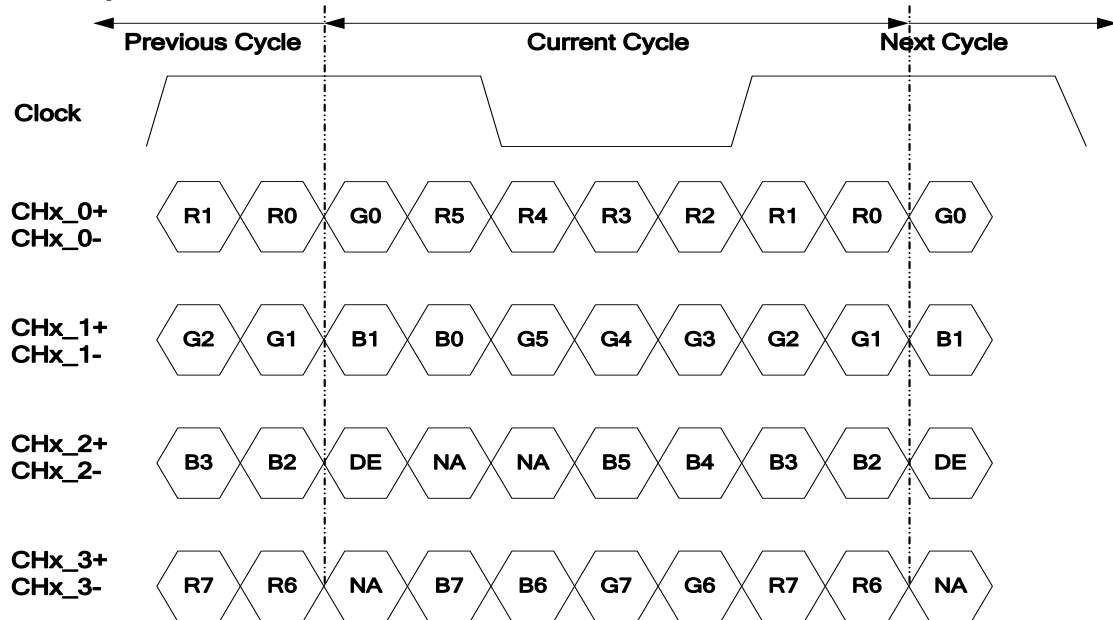 Previous Cycle Current Cycle Next Cycle
Clock
CHx_0+
CHx_0-
R1 R0 G0 R5 R4 R3 R2 R1 R0 G0
CHx_1+
CHx_1-
G2 G1 B1 B0 G5 G4 G3 G2 G1 B1
CHx_2+
CHx_2-
B3 B2 DE NA NA B5 B4 B3 B2 DE
CHx_3+
CHx_3-
R7 R6 NA B7 B6 G7 G6 R7 R6 NA